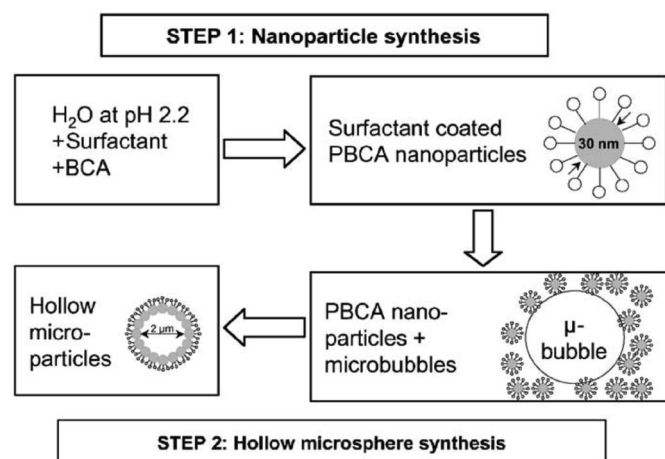 STEP 1: Nanoparticle synthesis
H₂O at pH 2.2
+Surfactant
+BCA
Surfactant coated
PBCA nanoparticles
30 nm
PBCA nano-
particles +
microbubbles
μ-
bubble
Hollow
micro-
particles
2 μm
STEP 2: Hollow microsphere synthesis